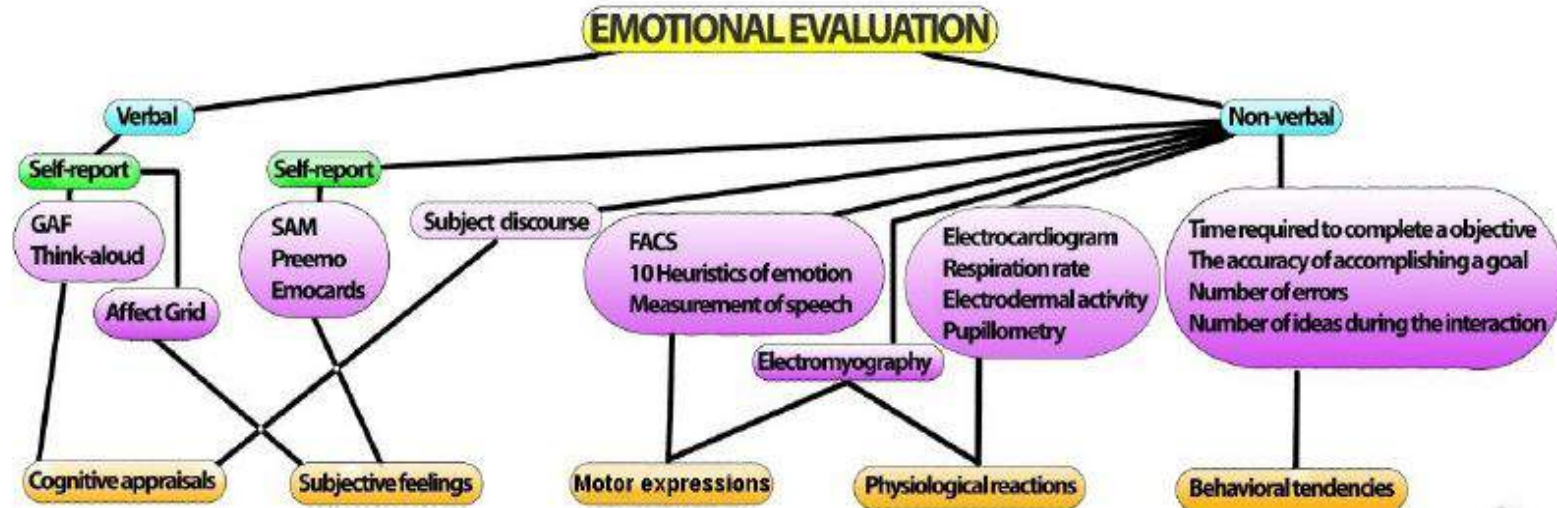 EMOTIONAL EVALUATION
Verbal
Non-verbal
Self-report
Self-report
GAF
Think-aloud
Affect Grid
SAM
Preemo
Emocards
Subject discourse
FACS
10 Heuristics of emotion
Measurement of speech
Electromyography
Electrocardiogram
Respiration rate
Electrodermal activity
Pupillometry
Time required to complete a objective
The accuracy of accomplishing a goal
Number of errors
Number of ideas during the interaction
Cognitive appraisals
Subjective feelings
Motor expressions
Physiological reactions
Behavioral tendencies